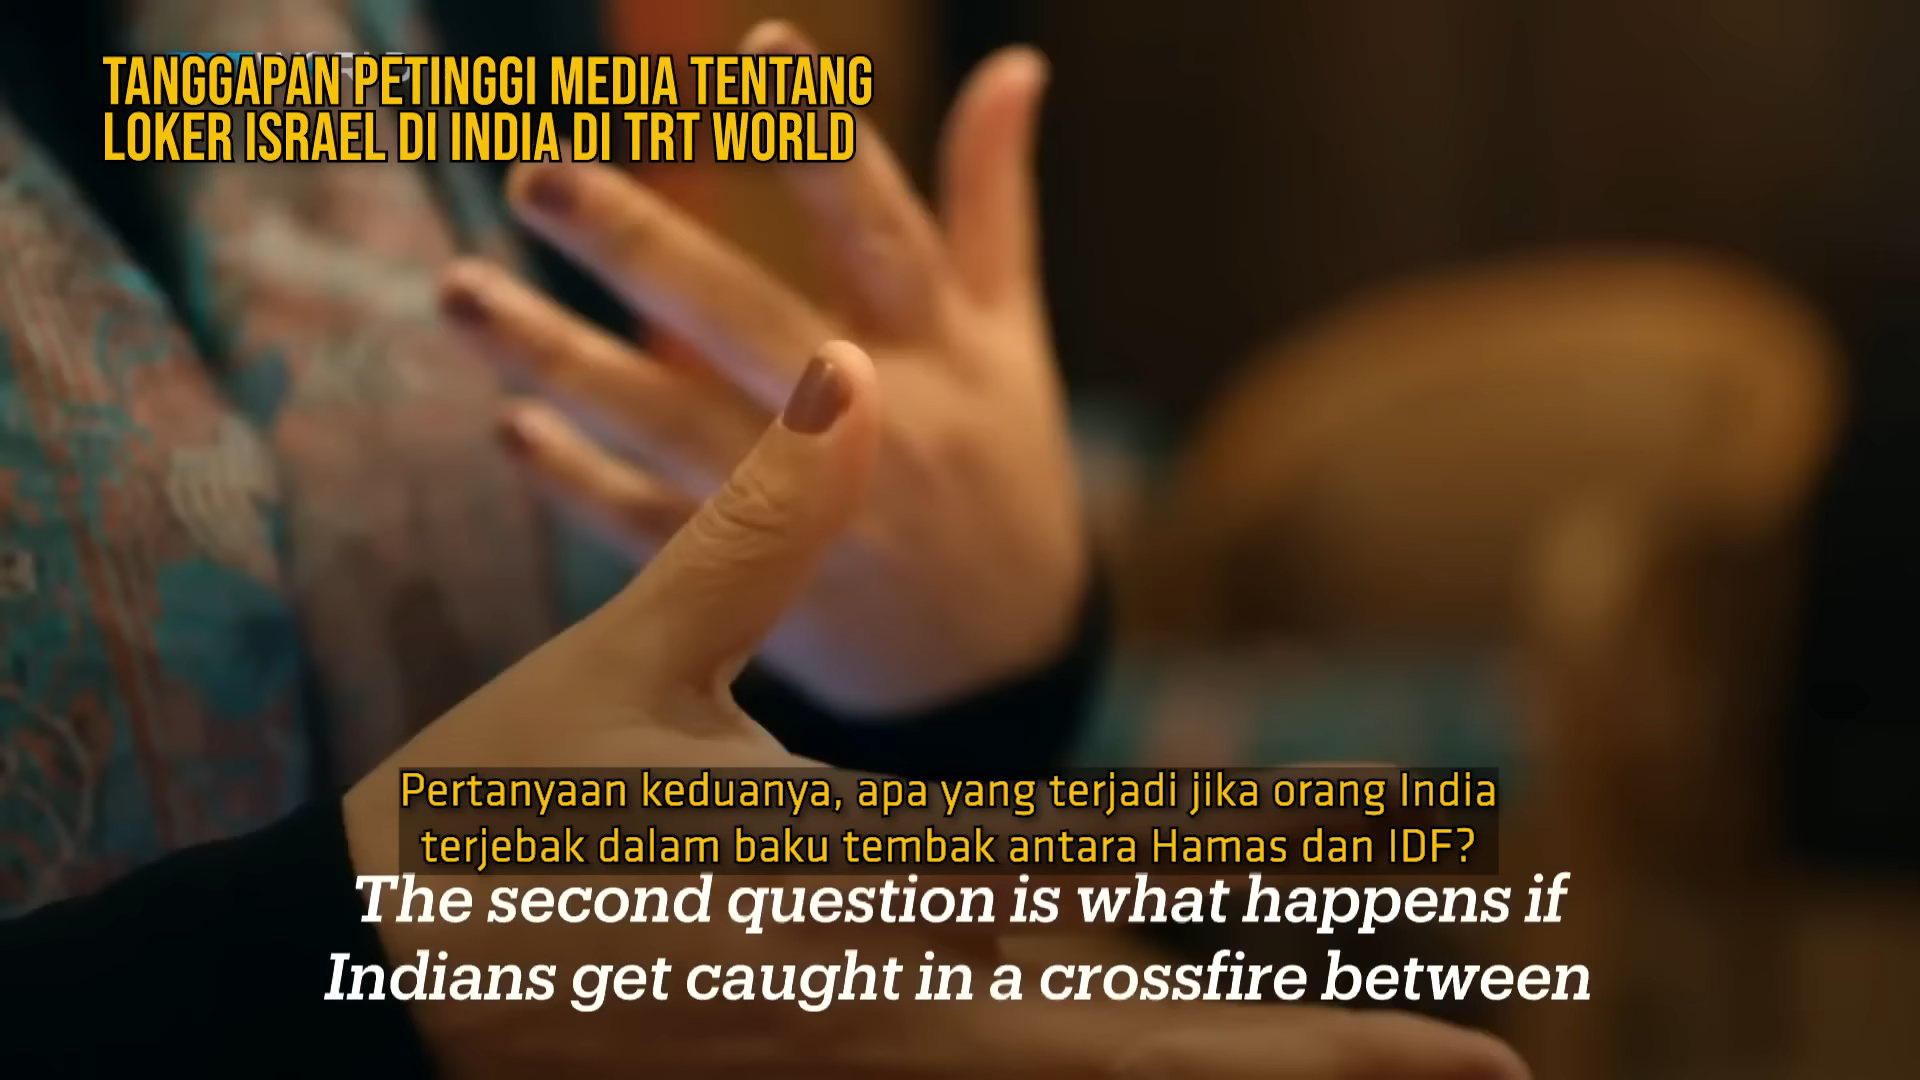 TANGGAPAN PETINGGI MEDIA TENTANG
LOKER ISRAEL DI INDIA DI TRT WORLD
Pertanyaan keduanya, apa yang terjadi jika orang India
terjebak dalam baku tembak antara Hamas dan IDF?
The second question is what happens if
Indians get caught in a crossfire between